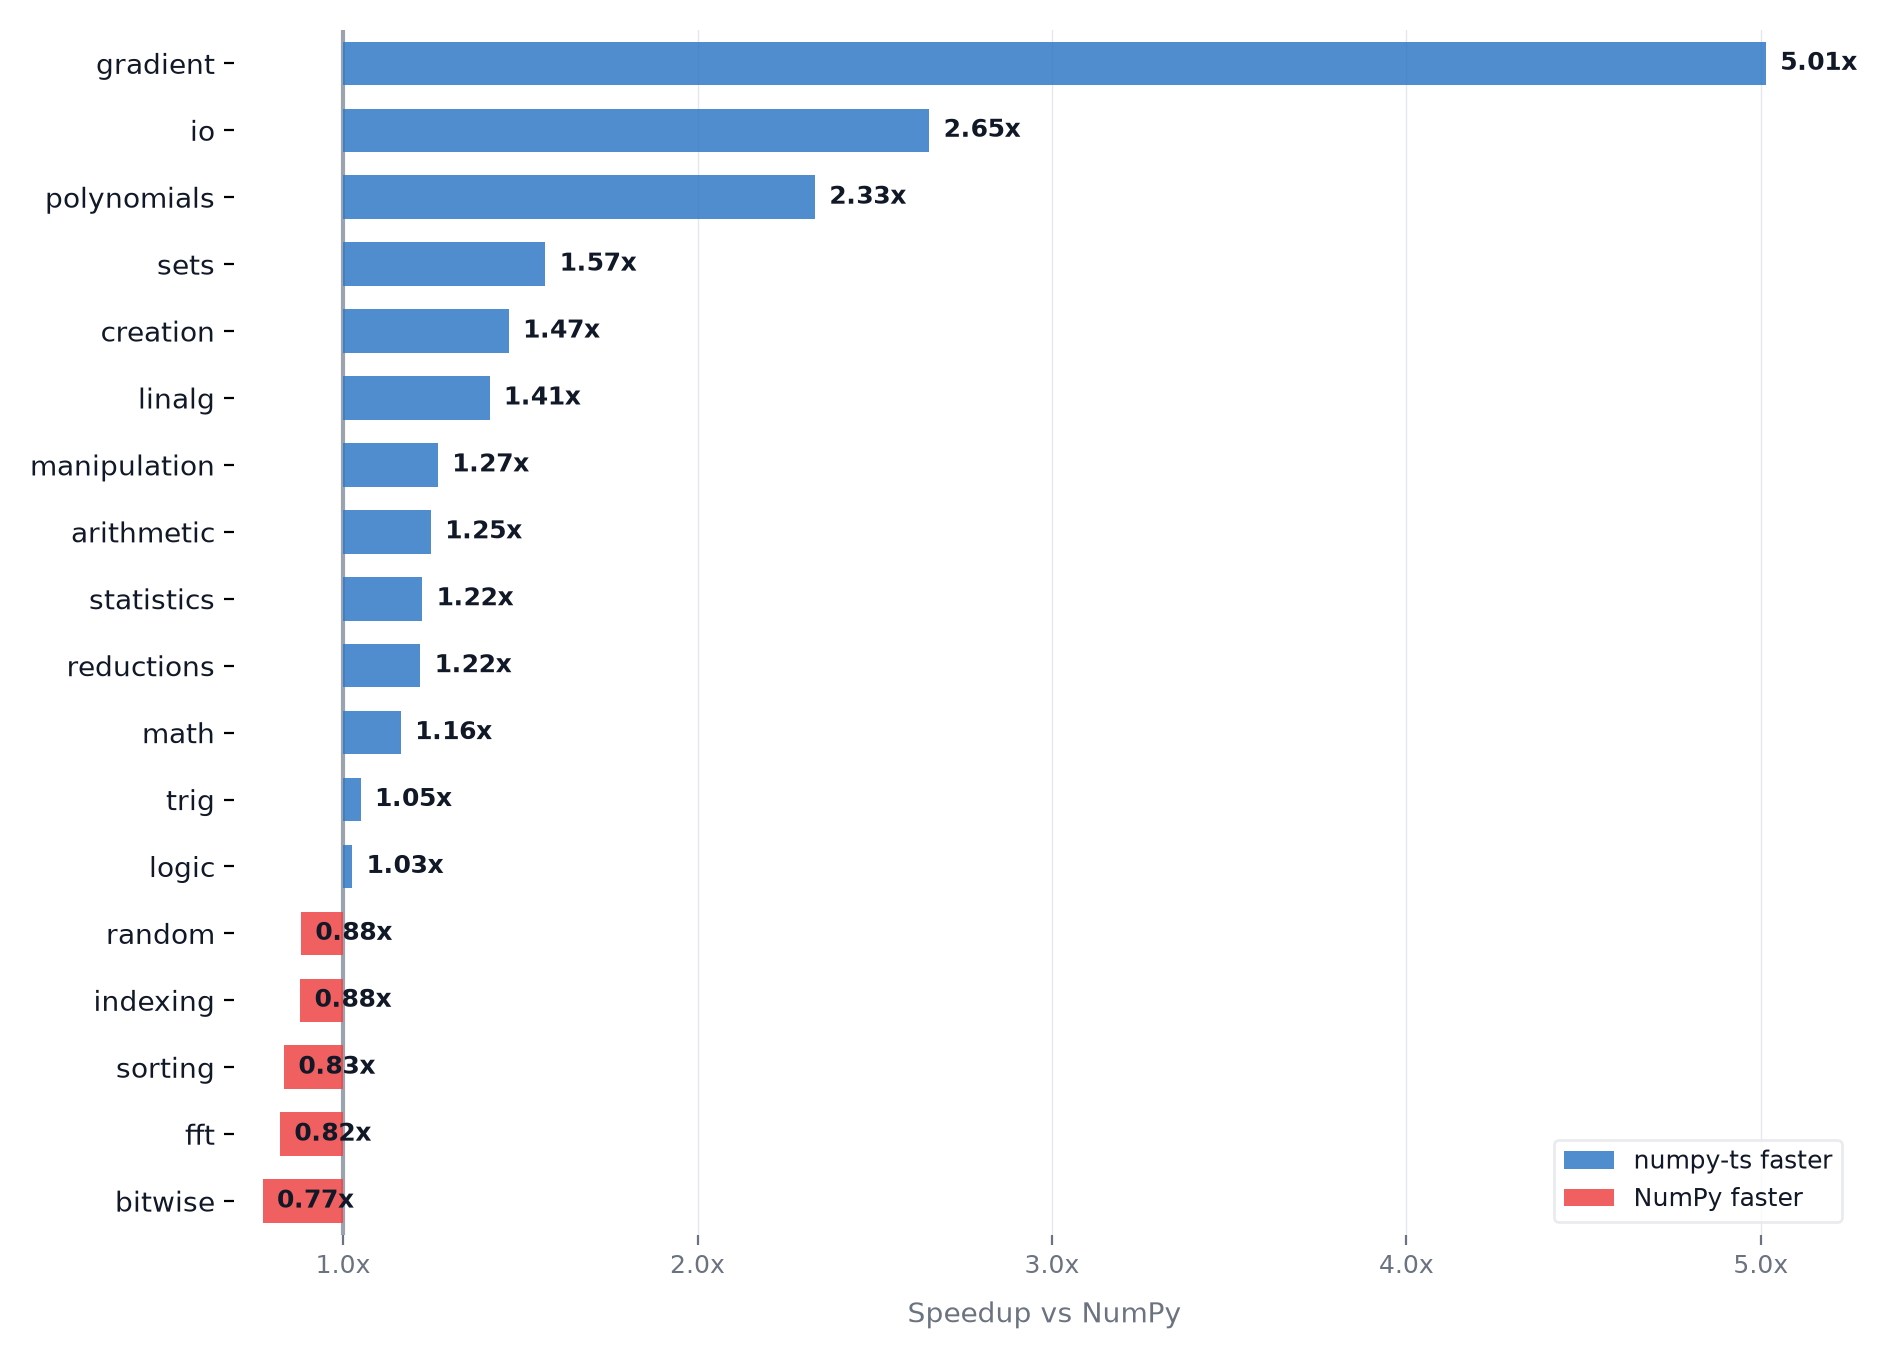 gradient 5.01x
io 2.65x
polynomials 2.33x
sets 1.57x
creation 1.47x
linalg 1.41x
manipulation 1.27x
arithmetic 1.25x
statistics 1.22x
reductions 1.22x
math 1.16x
trig 1.05x
logic 1.03x
random 0.88x
indexing 0.88x
sorting 0.83x
fft 0.82x
bitwise 0.77x
numpy-ts faster
NumPy faster
1.0x 2.0x 3.0x 4.0x 5.0x
Speedup vs NumPy